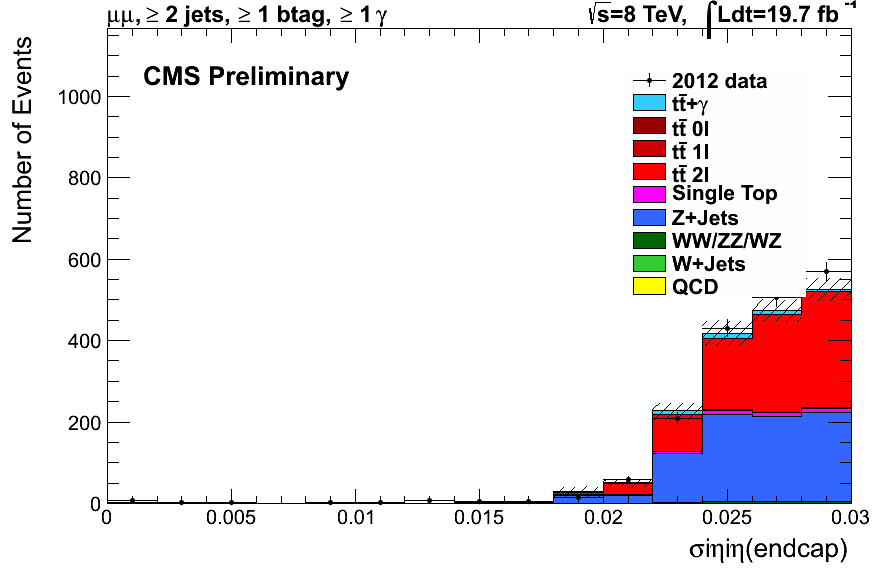 μμ, ≥ 2 jets, ≥ 1 btag, ≥ 1 γ
√s=8 TeV, ∫Ldt=19.7 fb⁻¹
CMS Preliminary
Number of Events
1000
800
600
400
200
0
2012 data
tt̄+γ
tt̄ 0l
tt̄ 1l
tt̄ 2l
Single Top
Z+Jets
WW/ZZ/WZ
W+Jets
QCD
0 0.005 0.01 0.015 0.02 0.025 0.03
σiηiη(endcap)